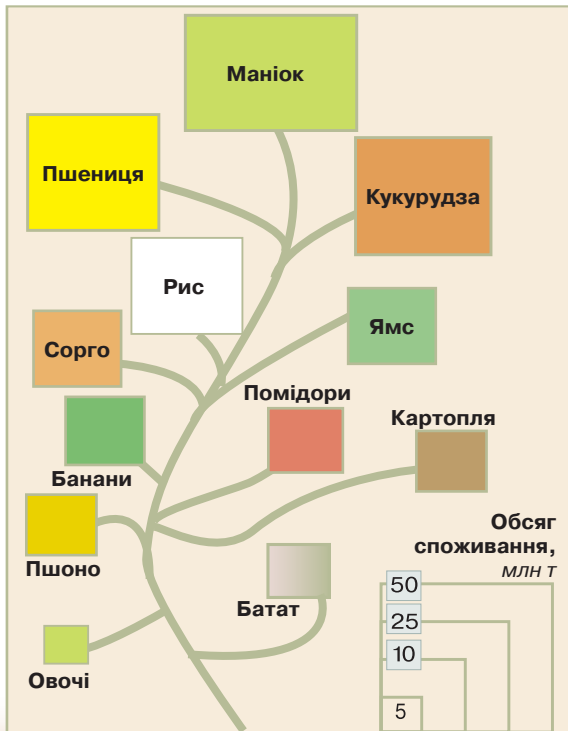 Маніок
Пшениця
Кукурудза
Рис
Ямс
Сорго
Помідори
Картопля
Банани
Обсяг
споживання,
млн т
Пшоно
Батат
50
25
10
5
Овочі